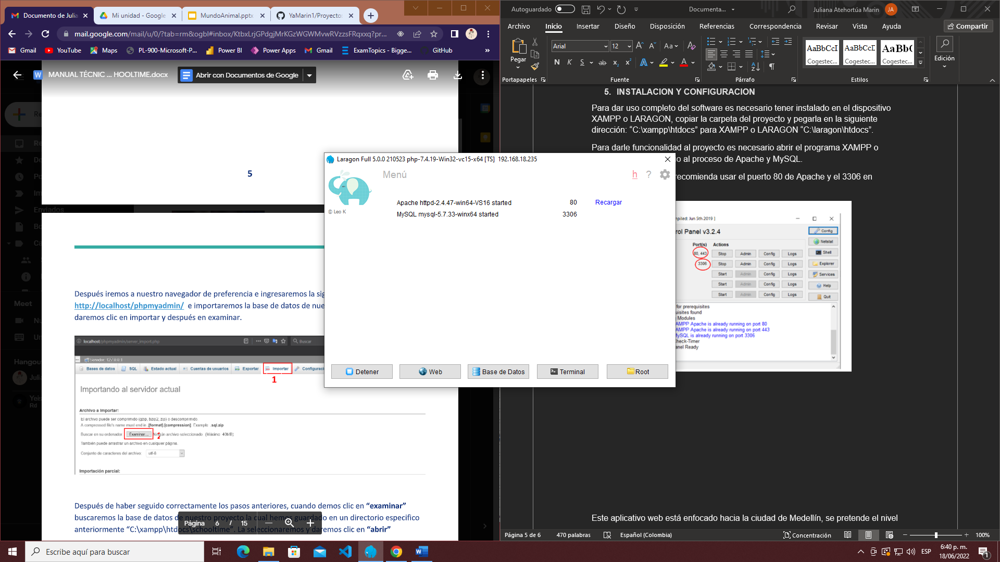 Documento de Julia
Mi unidad - Google
MundoAnimal.pptx
YaMarin1/Proyecto
mail.google.com/mail/u/0/?tab=rm&ogbl#inbox/KtbxLrjGPdgjMrKGzWGWMvwRVzzsFRqxxq?pr...
Gmail
YouTube
Maps
PL-900-Microsoft-P...
Power BI
Power Apps
Gmail
ExamTopics - Bigge...
GitHub
MANUAL TÉCNIC ... HOOLTIME.docx
Abrir con Documentos de Google
Enviados
Meet
Hangou
5
Después iremos a nuestro navegador de preferencia e ingresaremos la sig
http://localhost/phpmyadmin/ e importaremos la base de datos de nue
daremos clic en importar y después en examinar.
localhost/phpmyadmin/server_import.php
Buscar
Servidor: 127.0.0.1
Bases de datos
SQL
Estado actual
Cuentas de usuarios
Exportar
Importar
Configuraci
1
Importando al servidor actual
Archivo a importar:
El archivo puede ser comprimido (gzip, bzip2, zip) o descomprimido.
A compressed file's name must end in .[format].[compression]. Example: .sql.zip
Buscar en su ordenador:
Examinar...
2
Ningún archivo seleccionado. (Máximo: 40MB)
También puede arrastrar un archivo en cualquier página.
Conjunto de caracteres del archivo:
utf-8
Importación parcial:
Después de haber seguido correctamente los pasos anteriores, cuando demos clic en “examinar”
buscaremos la base de datos de nuestro proyecto la cual hemos guardado en un directorio especifico
anteriormente “C:\xampp\htdocs\schooltime”. La seleccionaremos y daremos clic en “abrir”
Página 6 / 15
Laragon Full 5.0.0 210523 php-7.4.19-Win32-vc15-x64 [TS] 192.168.18.235
Menú
h
?
© Leo K
Apache httpd-2.4.47-win64-VS16 started
80
Recargar
MySQL mysql-5.7.33-winx64 started
3306
Detener
Web
Base de Datos
Terminal
Root
Autoguardado
Documenta...
Juliana Atehortúa Marin
JA
Archivo
Inicio
Insertar
Diseño
Disposición
Referencias
Correspondencia
Revisar
Vista
Ayuda
Compartir
Pegar
Arial
12
N K S ab
AaBbCcI
AaBbCcD
AaBb(
Cogestec...
Cogestec...
Cogestec...
Edición
Portapapeles
Fuente
Párrafo
Estilos
5. INSTALACION Y CONFIGURACION
Para dar uso completo del software es necesario tener instalado en el dispositivo
XAMPP o LARAGON, copiar la carpeta del proyecto y pegarla en la siguiente
dirección: “C:\xampp\htdocs” para XAMPP o LARAGON “C:\laragon\htdocs”.
Para darle funcionalidad al proyecto es necesario abrir el programa XAMPP o
o al proceso de Apache y MySQL.
recomienda usar el puerto 80 de Apache y el 3306 en
npiled: Jun 5th 2019 ]
rol Panel v3.2.4
Port(s)
Actions
80, 443
Stop
Admin
Config
Logs
3306
Stop
Admin
Config
Logs
Start
Admin
Config
Logs
Start
Admin
Config
Logs
Start
Admin
Config
Logs
Config
Netstat
Shell
Explorer
Services
Help
Quit
for prerequisites
uisites found
Modules
AMPP Apache is already running on port 80
AMPP Apache is already running on port 443
MySQL is already running on port 3306
Check-Timer
anel Ready
Este aplicativo web está enfocado hacia la ciudad de Medellín, se pretende el nivel
Página 5 de 6
470 palabras
Español (Colombia)
Concentración
100%
Escribe aquí para buscar
ESP
6:40 p. m.
18/06/2022
1